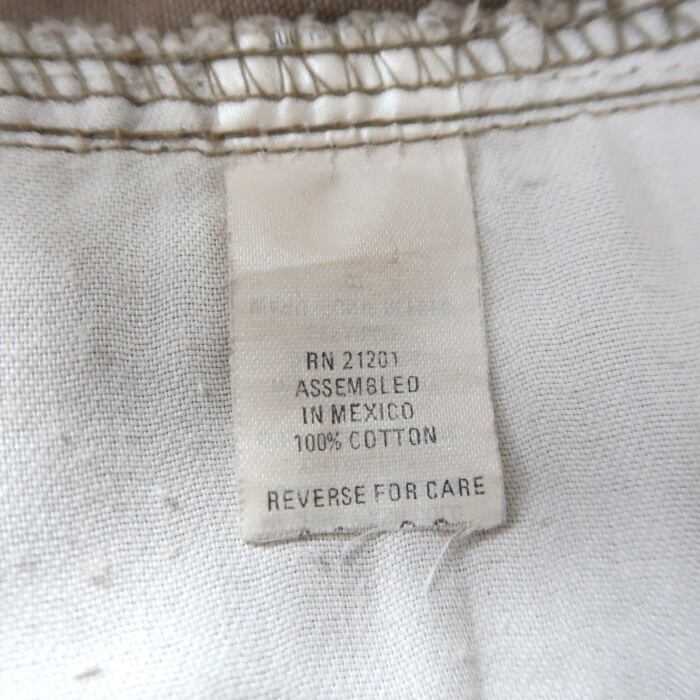 RN 21201
ASSEMBLED
IN MEXICO
100% COTTON
REVERSE FOR CARE